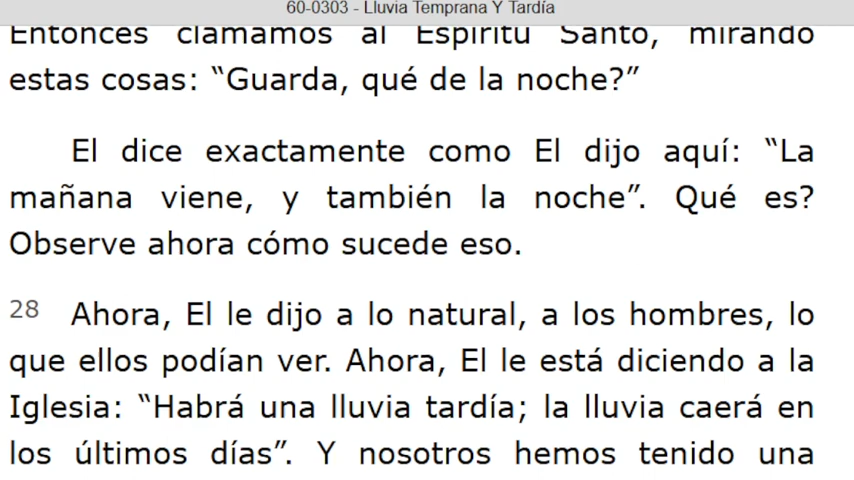 60-0303 - Lluvia Temprana Y Tardía
Entonces clamamos al Espíritu Santo, mirando
estas cosas: “Guarda, qué de la noche?”
El dice exactamente como El dijo aquí: “La
mañana viene, y también la noche”. Qué es?
Observe ahora cómo sucede eso.
28 Ahora, El le dijo a lo natural, a los hombres, lo
que ellos podían ver. Ahora, El le está diciendo a la
Iglesia: “Habrá una lluvia tardía; la lluvia caerá en
los últimos días”. Y nosotros hemos tenido una